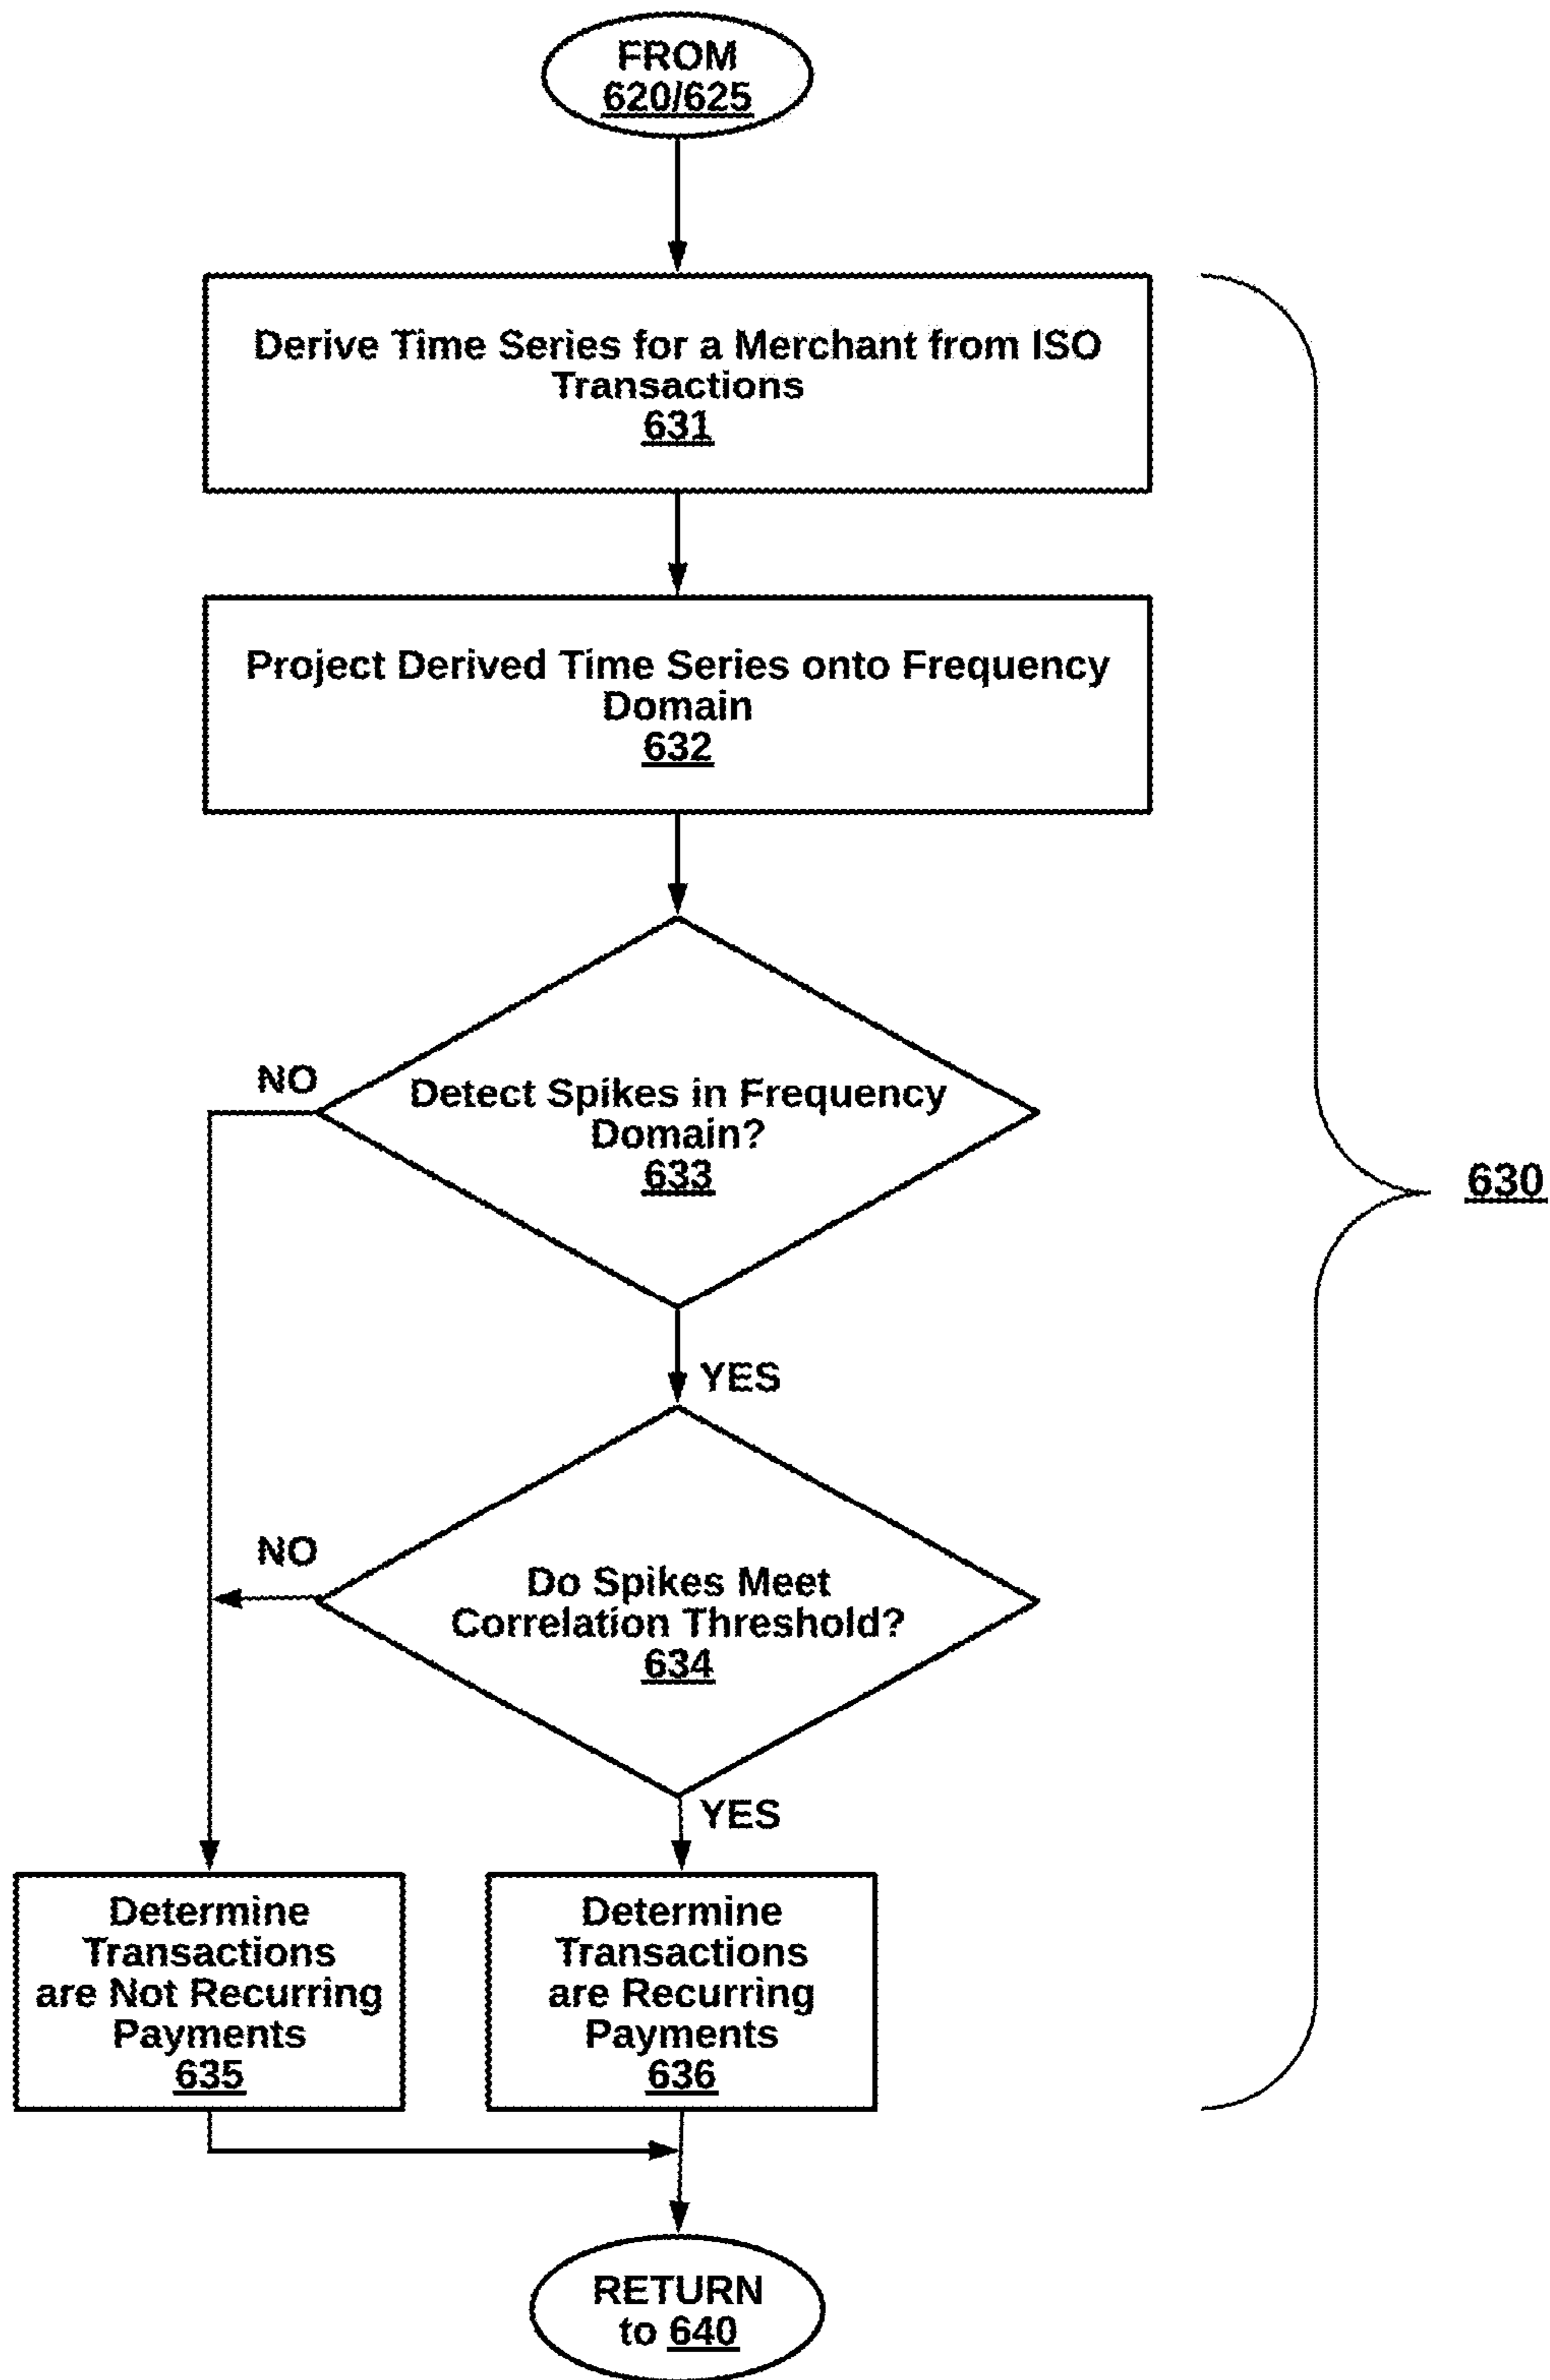 FROM
620/625
Derive Time Series for a Merchant from ISO
Transactions
631
Project Derived Time Series onto Frequency
Domain
632
NO
Detect Spikes in Frequency
Domain?
633
630
YES
NO
Do Spikes Meet
Correlation Threshold?
634
YES
Determine
Transactions
are Not Recurring
Payments
635
Determine
Transactions
are Recurring
Payments
636
RETURN
to 640